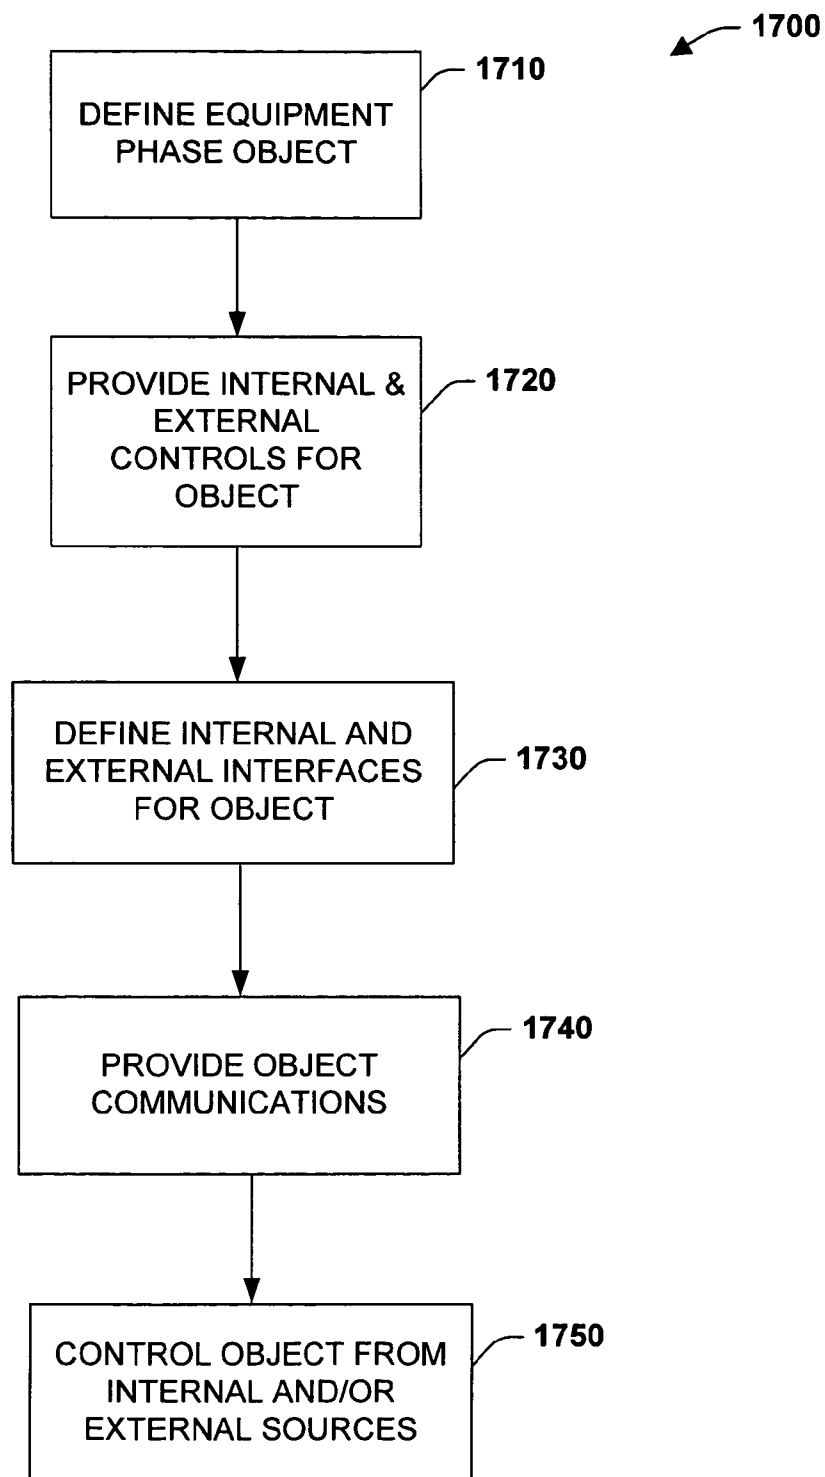 1700
1710
DEFINE EQUIPMENT
PHASE OBJECT
1720
PROVIDE INTERNAL &
EXTERNAL
CONTROLS FOR
OBJECT
1730
DEFINE INTERNAL AND
EXTERNAL INTERFACES
FOR OBJECT
1740
PROVIDE OBJECT
COMMUNICATIONS
1750
CONTROL OBJECT FROM
INTERNAL AND/OR
EXTERNAL SOURCES